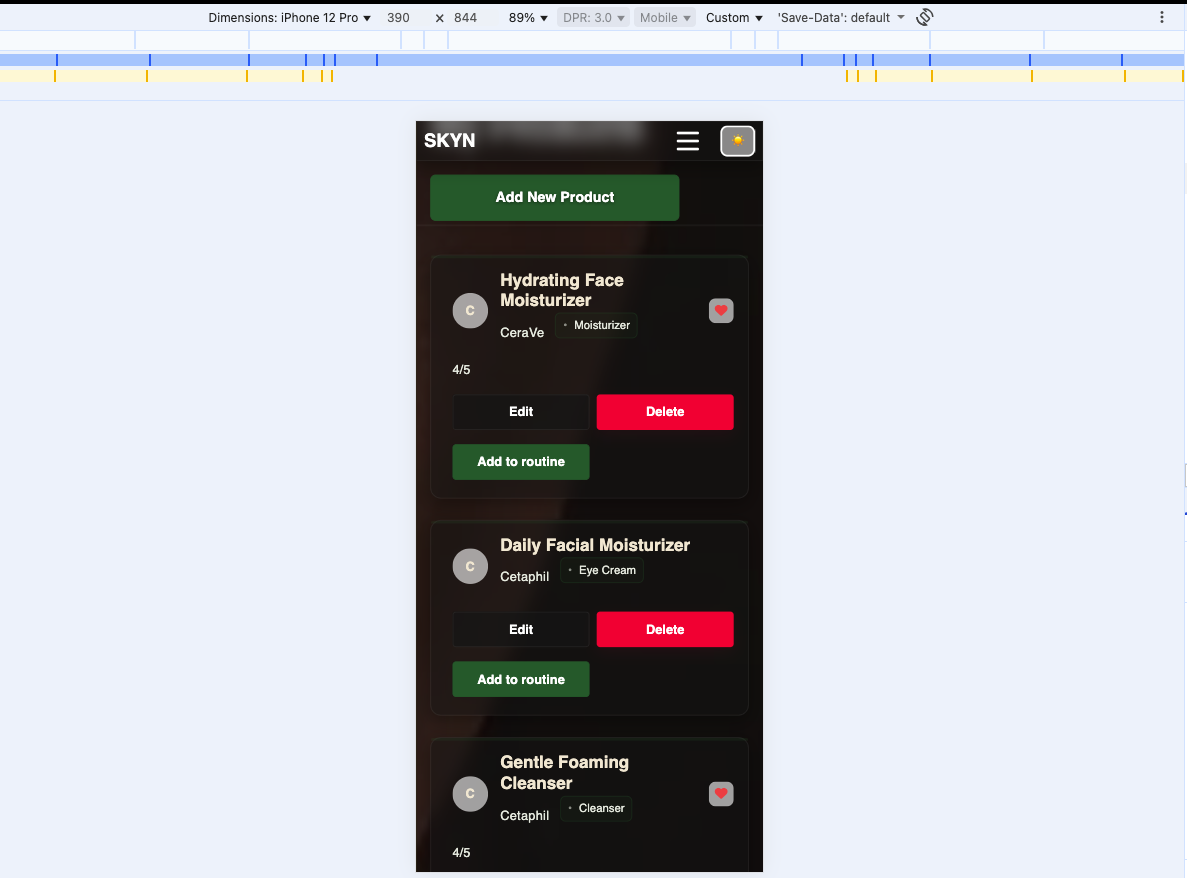 Dimensions: iPhone 12 Pro 390 × 844 89% DPR: 3.0 Mobile Custom 'Save-Data': default
SKYN
Add New Product
Hydrating Face
Moisturizer
C
CeraVe • Moisturizer
4/5
Edit Delete
Add to routine
Daily Facial Moisturizer
C
Cetaphil • Eye Cream
Edit Delete
Add to routine
Gentle Foaming
Cleanser
C
Cetaphil • Cleanser
4/5